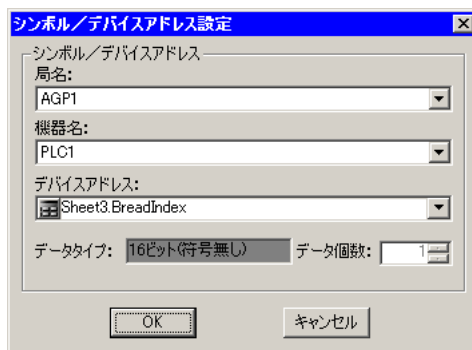 シンボル／デバイスアドレス設定
シンボル／デバイスアドレス
局名:
AGP1
機器名:
PLC1
デバイスアドレス:
Sheet3.BreadIndex
データタイプ: 16ビット(符号無し) データ個数: 1
OK キャンセル